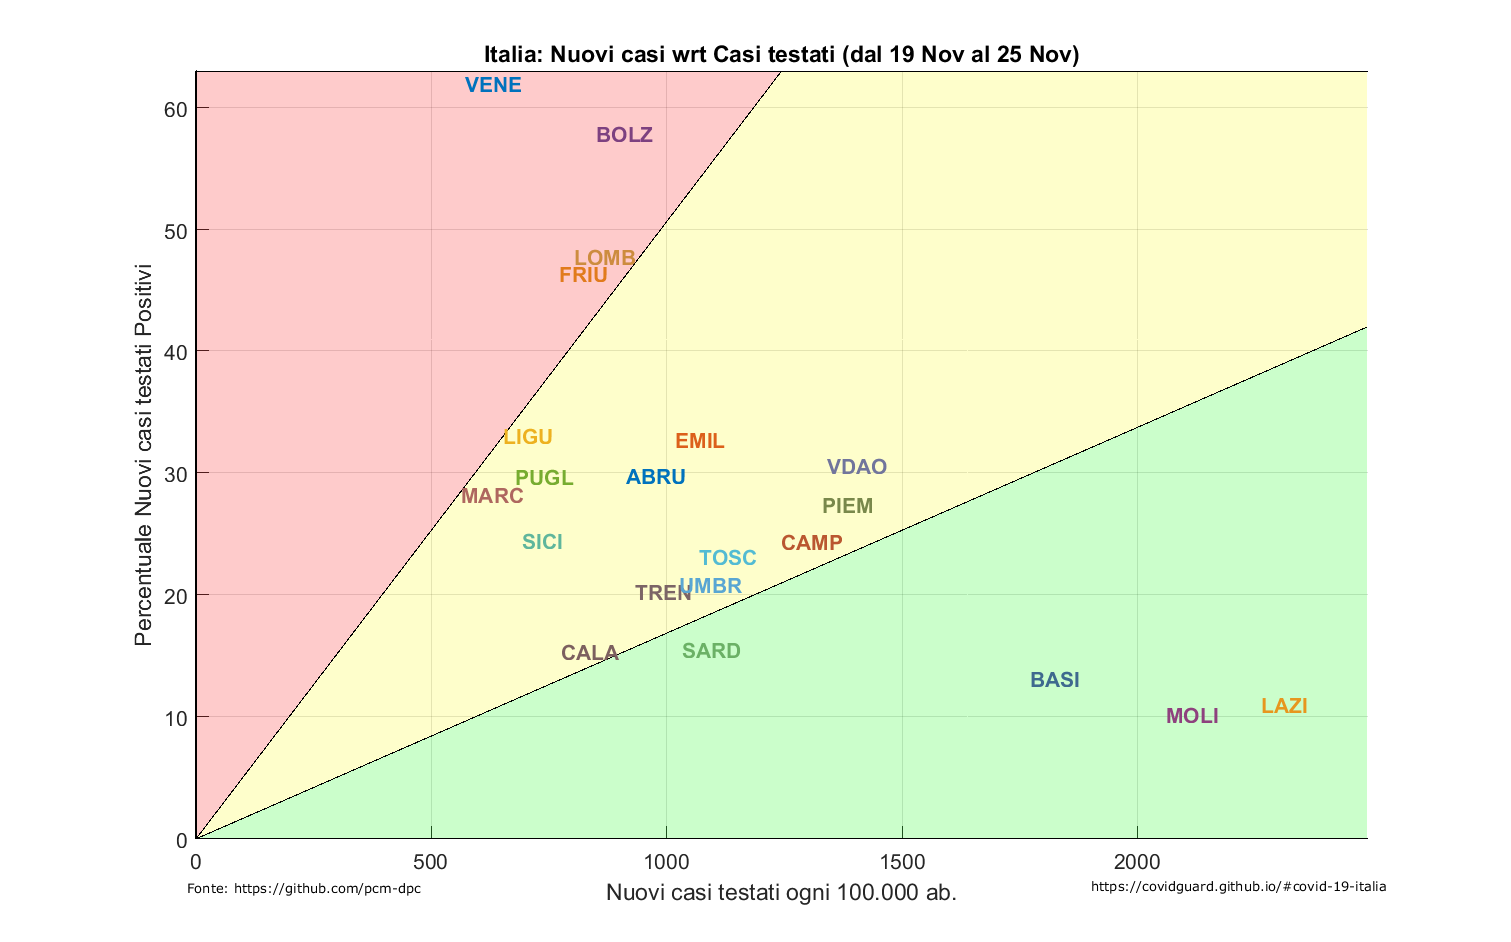 Italia: Nuovi casi wrt Casi testati (dal 19 Nov al 25 Nov)
Percentuale Nuovi casi testati Positivi
60
50
40
30
20
10
0
VENE
BOLZ
LOMB
FRIU
LIGU
EMIL
VDAO
PUGL
ABRU
MARC
PIEM
SICI
CAMP
TOSC
UMBR
TREN
CALA
SARD
BASI
LAZI
MOLI
0 500 1000 1500 2000
Nuovi casi testati ogni 100.000 ab.
Fonte: https://github.com/pcm-dpc
https://covidguard.github.io/#covid-19-italia